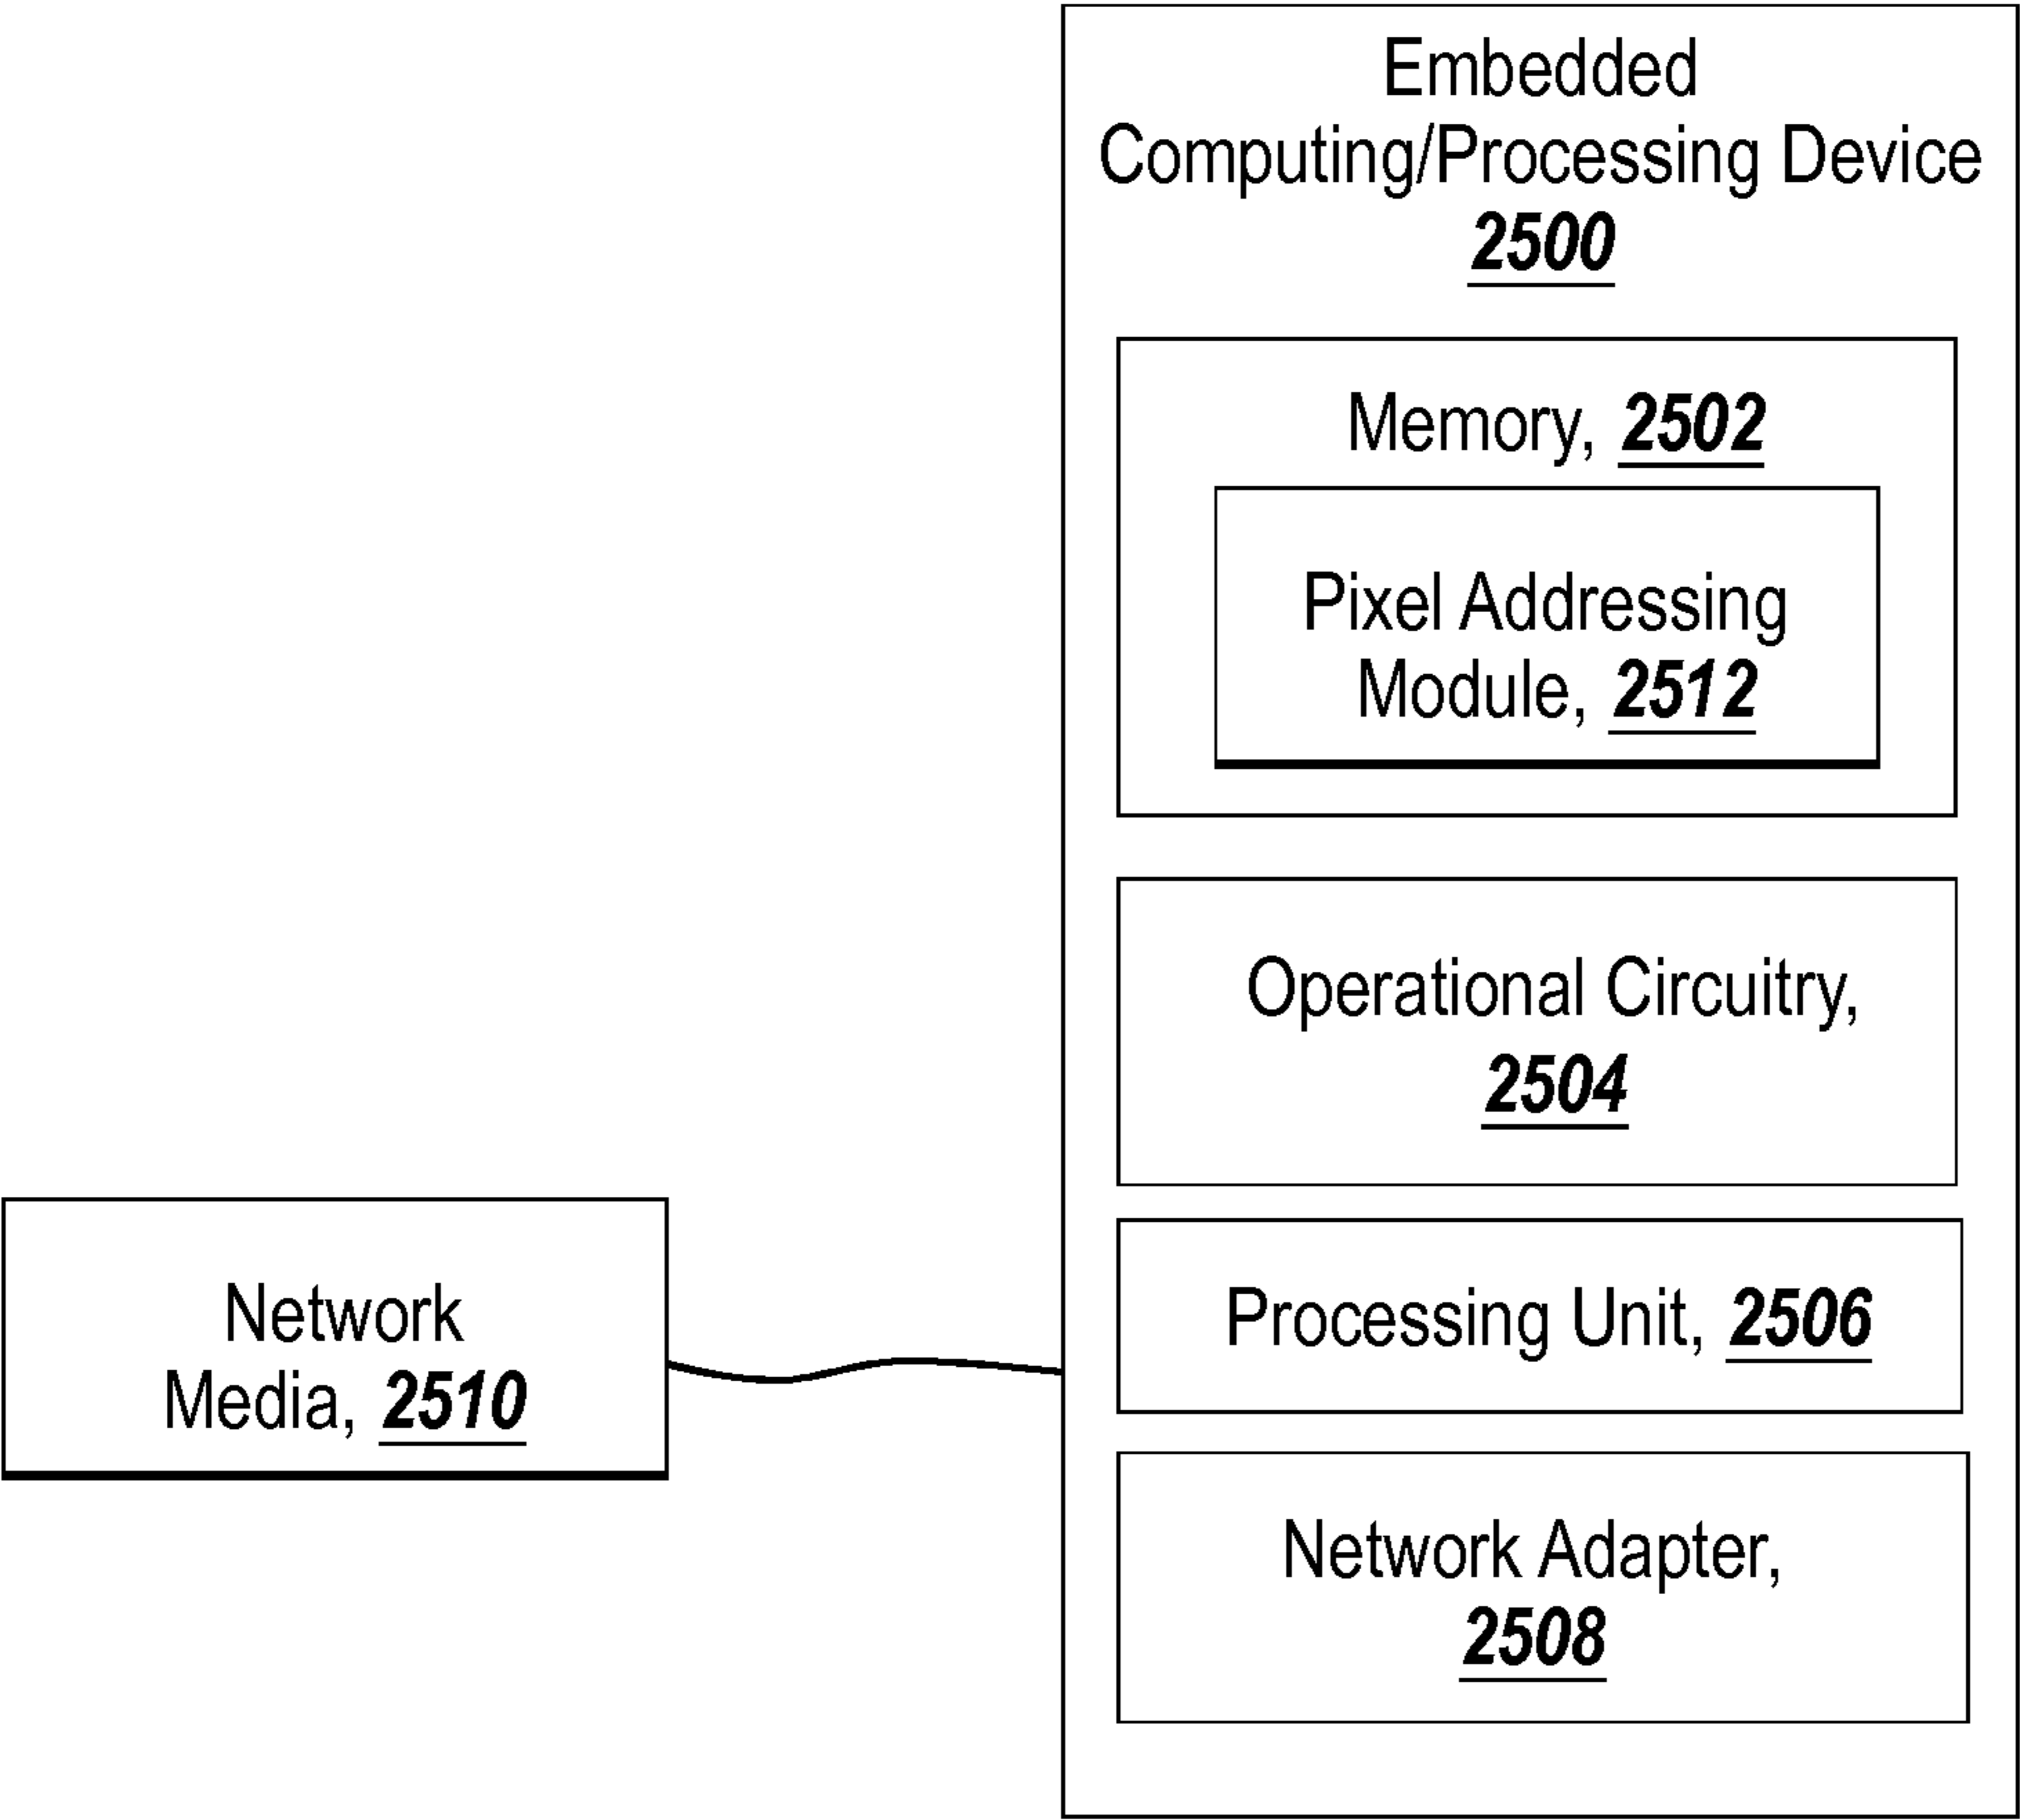 Embedded
Computing/Processing Device
2500
Memory, 2502
Pixel Addressing
Module, 2512
Operational Circuitry,
2504
Processing Unit, 2506
Network Adapter,
2508
Network
Media, 2510